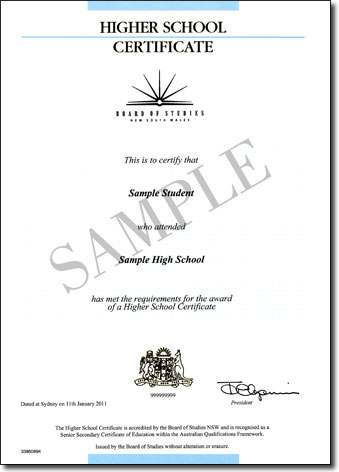 HIGHER SCHOOL
CERTIFICATE
BOARD OF STUDIES
NEW SOUTH WALES
This is to certify that
Sample Student
who attended
SAMPLE
Sample High School
has met the requirements for the award
of a Higher School Certificate
999999999
Dated at Sydney on 11th January 2011
President
The Higher School Certificate is accredited by the Board of Studies NSW and is recognised as a
Senior Secondary Certificate of Education within the Australian Qualifications Framework.
Issued by the Board of Studies without alteration or erasure.